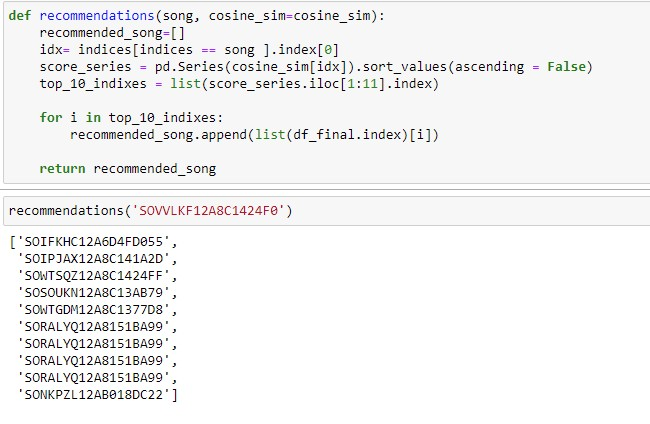 def recommendations(song, cosine_sim=cosine_sim):
    recommended_song=[]
    idx= indices[indices == song ].index[0]
    score_series = pd.Series(cosine_sim[idx]).sort_values(ascending = False)
    top_10_indixes = list(score_series.iloc[1:11].index)

    for i in top_10_indixes:
        recommended_song.append(list(df_final.index)[i])

    return recommended_song

recommendations('SOVVLKF12A8C1424F0')

['SOIFKHC12A6D4FD055',
 'SOIPJAX12A8C141A2D',
 'SOWTSQZ12A8C1424FF',
 'SOSOUKN12A8C13AB79',
 'SOWTGDM12A8C1377D8',
 'SORALYQ12A8151BA99',
 'SORALYQ12A8151BA99',
 'SORALYQ12A8151BA99',
 'SORALYQ12A8151BA99',
 'SONKPZL12AB018DC22']